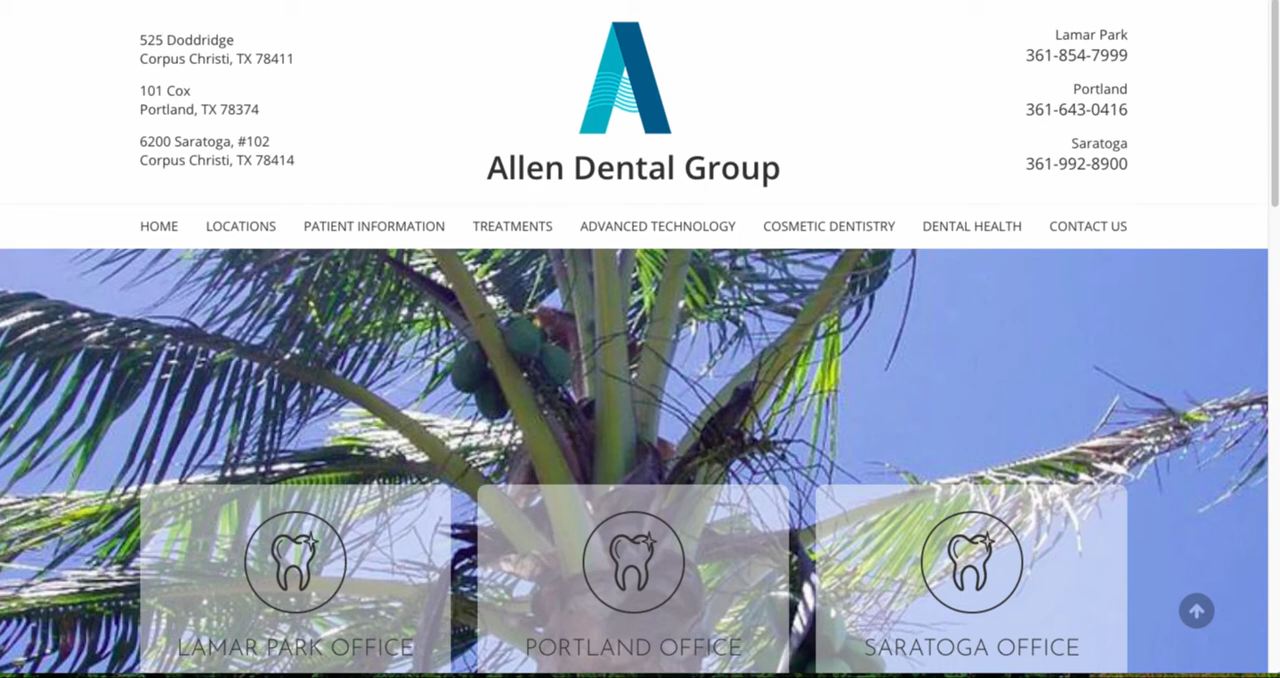 525 Doddridge
Corpus Christi, TX 78411
101 Cox
Portland, TX 78374
6200 Saratoga, #102
Corpus Christi, TX 78414
Allen Dental Group
Lamar Park
361-854-7999
Portland
361-643-0416
Saratoga
361-992-8900
HOME LOCATIONS PATIENT INFORMATION TREATMENTS ADVANCED TECHNOLOGY COSMETIC DENTISTRY DENTAL HEALTH CONTACT US
LAMAR PARK OFFICE
PORTLAND OFFICE
SARATOGA OFFICE